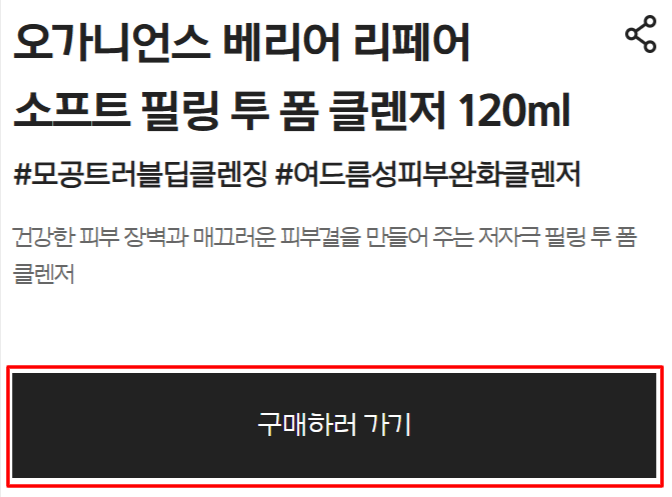 오가니언스 베리어 리페어
소프트 필링 투 폼 클렌저 120ml
#모공트러블딥클렌징 #여드름성피부완화클렌저
건강한 피부 장벽과 매끄러운 피부결을 만들어 주는 저자극 필링 투 폼
클렌저
구매하러 가기